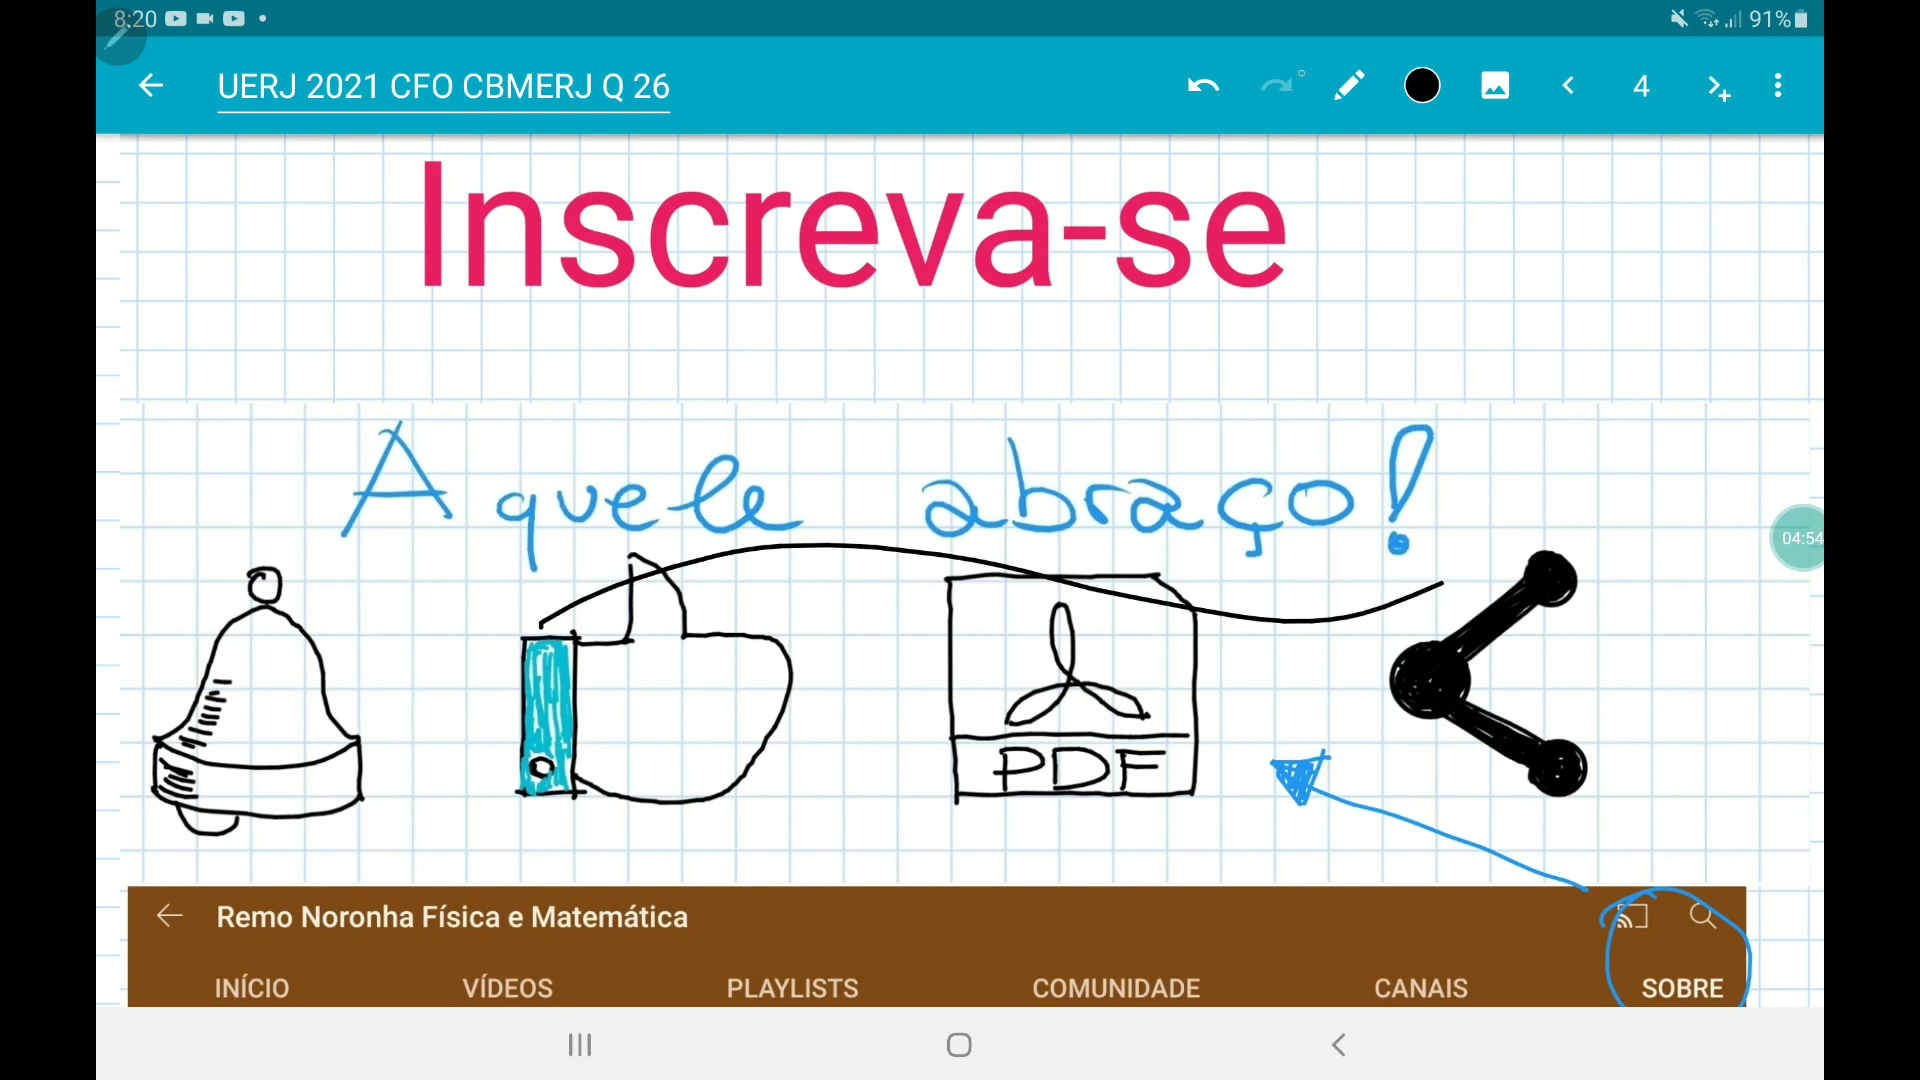 8:20 91%
UERJ 2021 CFO CBMERJ Q 26 4
Inscreva-se
Aquele abraço!
04:54
PDF
Remo Noronha Física e Matemática
INÍCIO VÍDEOS PLAYLISTS COMUNIDADE CANAIS SOBRE